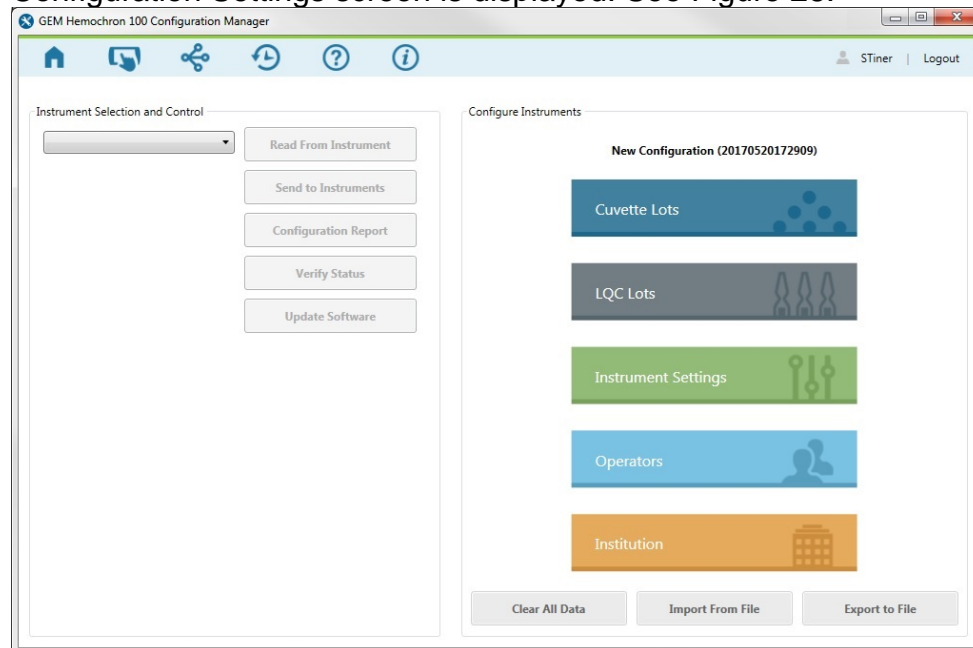 Configuration Settings screen is displayed. See Figure 23.
GEM Hemochron 100 Configuration Manager
STiner | Logout
Instrument Selection and Control
Read From Instrument
Send to Instruments
Configuration Report
Verify Status
Update Software
Configure Instruments
New Configuration (20170520172909)
Cuvette Lots
LQC Lots
Instrument Settings
Operators
Institution
Clear All Data
Import From File
Export to File